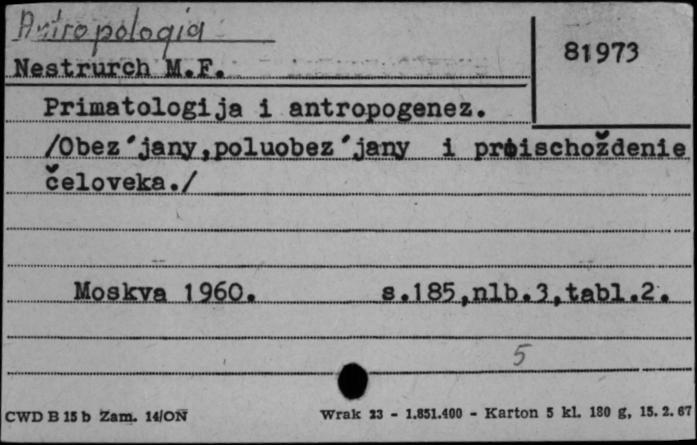 Antropologia
81973
Nestrurch M.F.
Primatologija i antropogenez.
/Obez´jany,poluobez´jany i proischoždenie
čeloveka./
Moskva 1960. s.185,nlb.3,tabl.2.
5
CWD B 15 b Zam. 14/ON Wrak 23 - 1.851.400 - Karton 5 kl. 180 g, 15. 2. 67